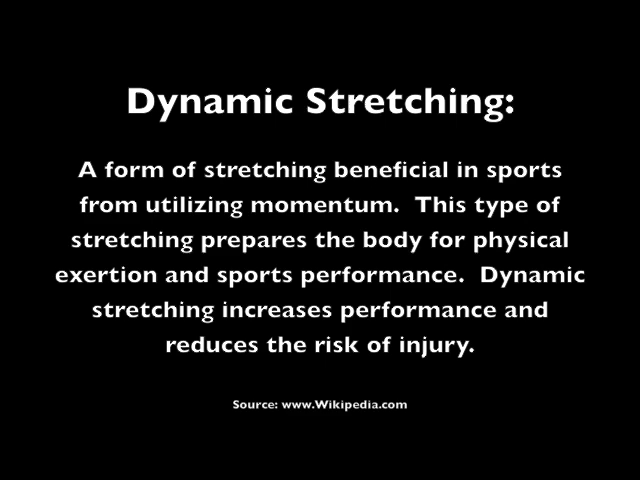 Dynamic Stretching:
A form of stretching beneficial in sports
from utilizing momentum.  This type of
stretching prepares the body for physical
exertion and sports performance.  Dynamic
stretching increases performance and
reduces the risk of injury.
Source: www.Wikipedia.com